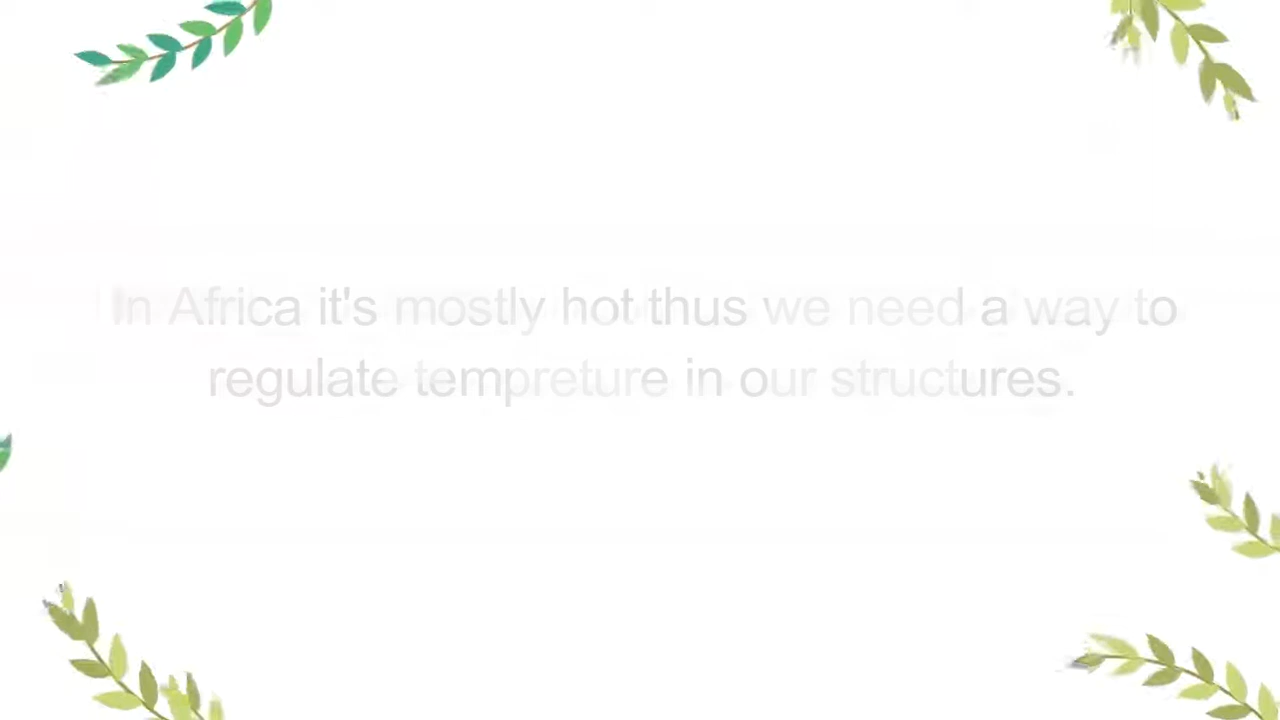 In Africa it's mostly hot thus we need a way to
regulate tempreture in our structures.